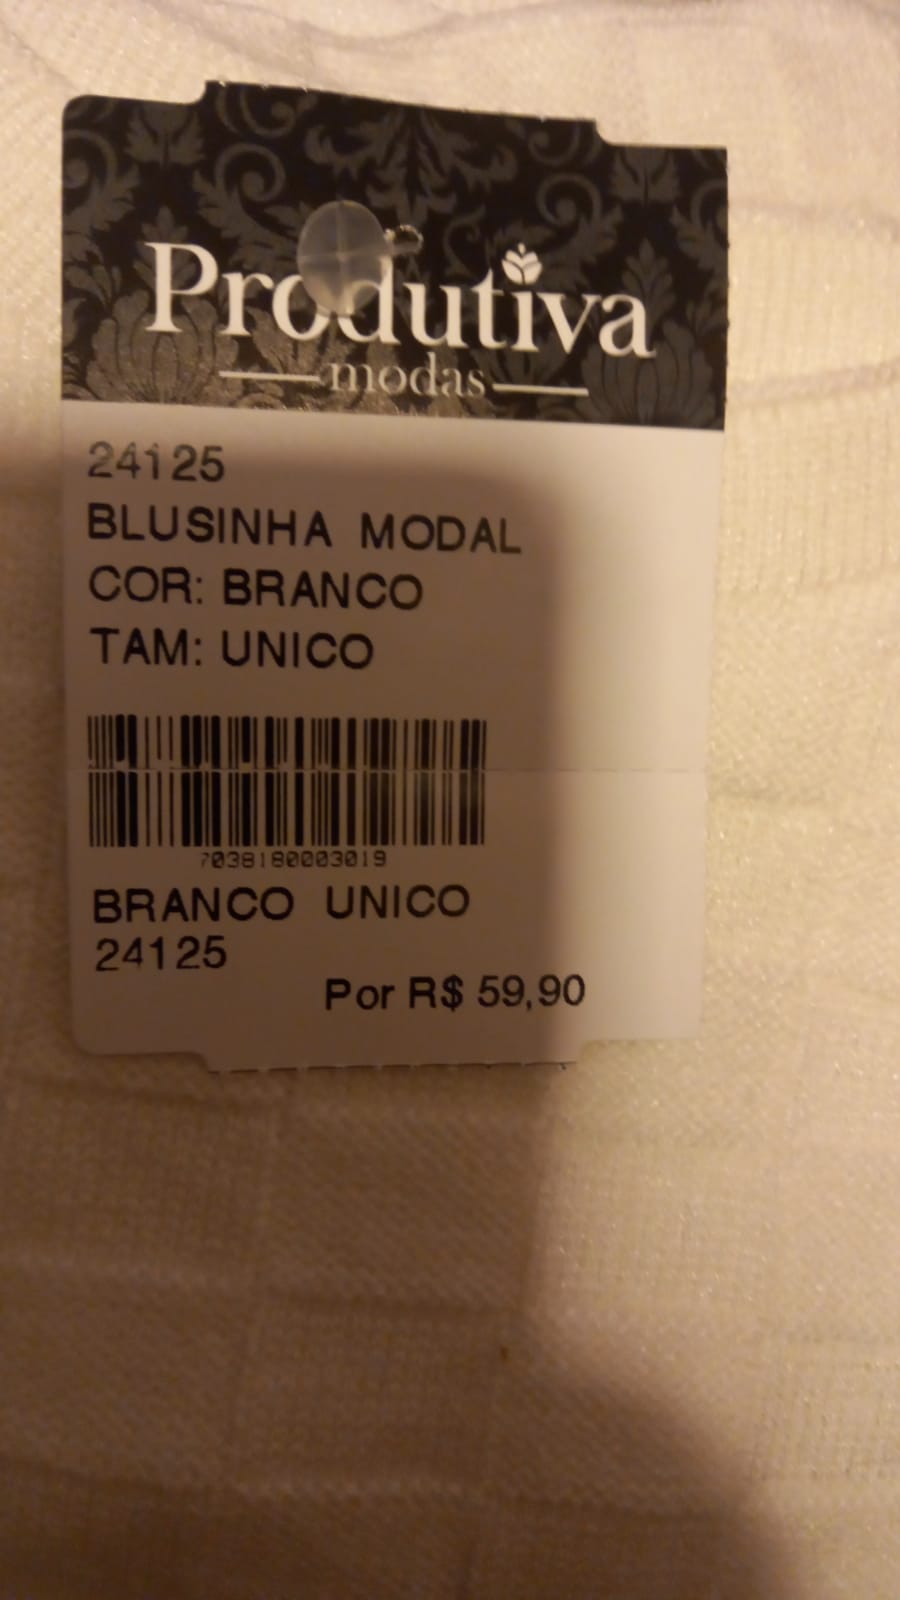 Produtiva
modas
24125
BLUSINHA MODAL
COR: BRANCO
TAM: UNICO
7038180003019
BRANCO UNICO
24125
Por R$ 59,90